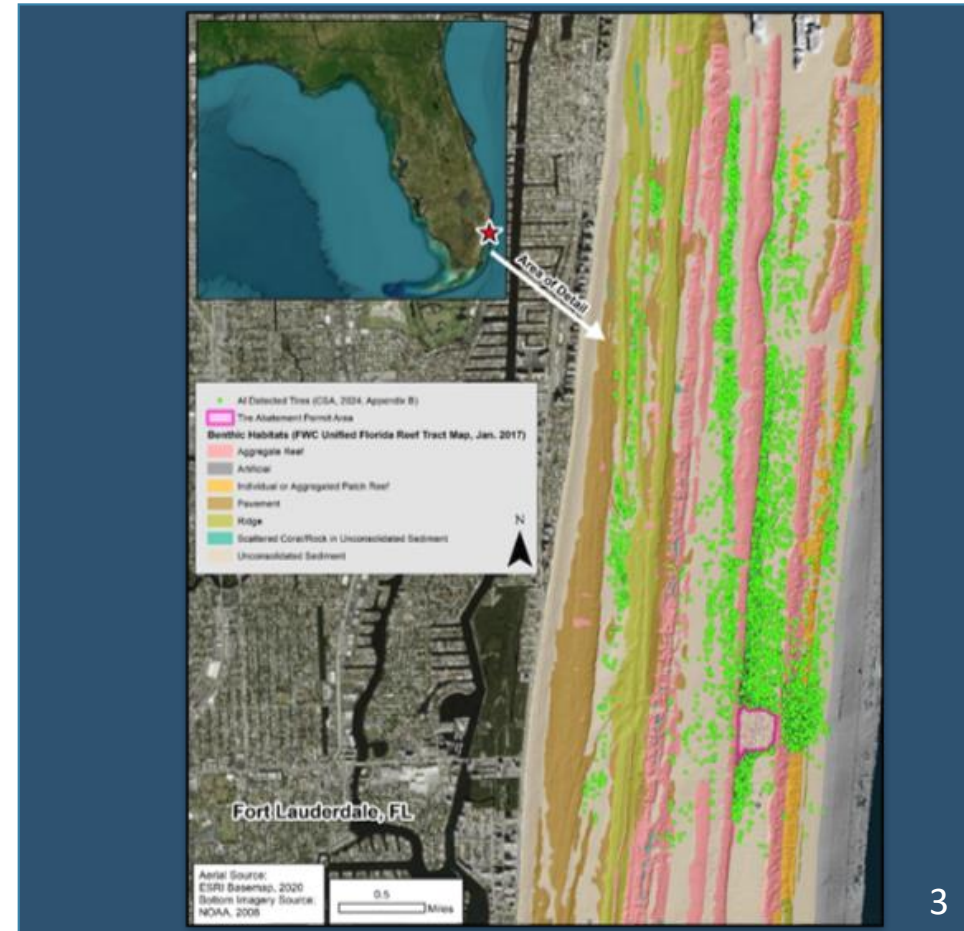 Area of Detail
AI Detected Tires (CSA, 2024, Appendix B)
Tire Abatement Permit Area
Benthic Habitats (FWC Unified Florida Reef Tract Map, Jan. 2017)
Aggregate Reef
Artificial
Individual or Aggregated Patch Reef
Pavement
Ridge
Scattered Coral/Rock in Unconsolidated Sediment
Unconsolidated Sediment
N
Fort Lauderdale, FL
Aerial Source:
ESRI Basemap, 2020
Bottom Imagery Source:
NOAA, 2008
0.5
Miles
3